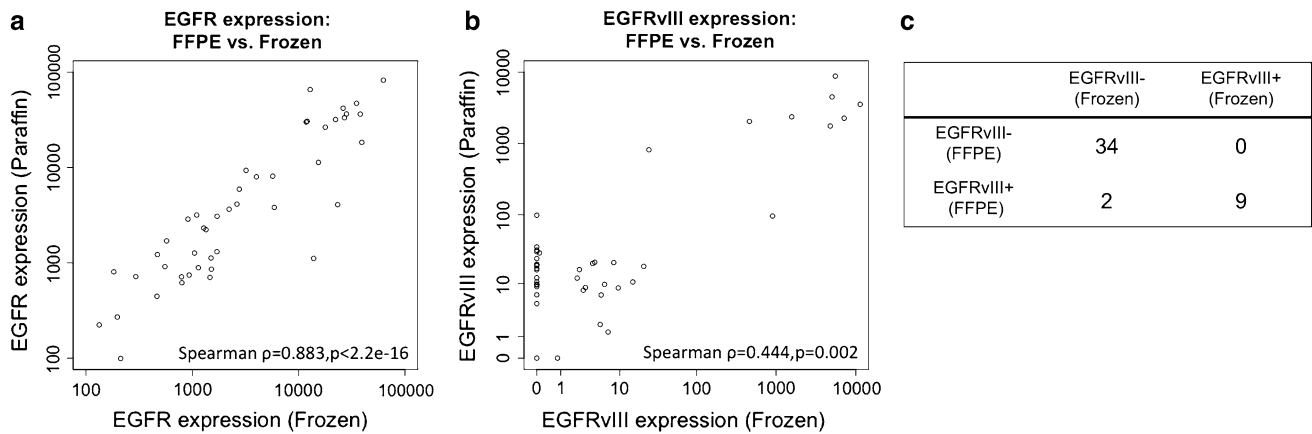 a
EGFR expression:
FFPE vs. Frozen
EGFR expression (Paraffin)
100000
10000
1000
100
Spearman ρ=0.883,p<2.2e-16
100 1000 10000 100000
EGFR expression (Frozen)
b
EGFRvIII expression:
FFPE vs. Frozen
EGFRvIII expression (Paraffin)
10000
1000
100
10
1
0
Spearman ρ=0.444,p=0.002
0 1 10 100 1000 10000
EGFRvIII expression (Frozen)
c
EGFRvIII- EGFRvIII+
(Frozen) (Frozen)
EGFRvIII-
(FFPE) 34 0
EGFRvIII+
(FFPE) 2 9